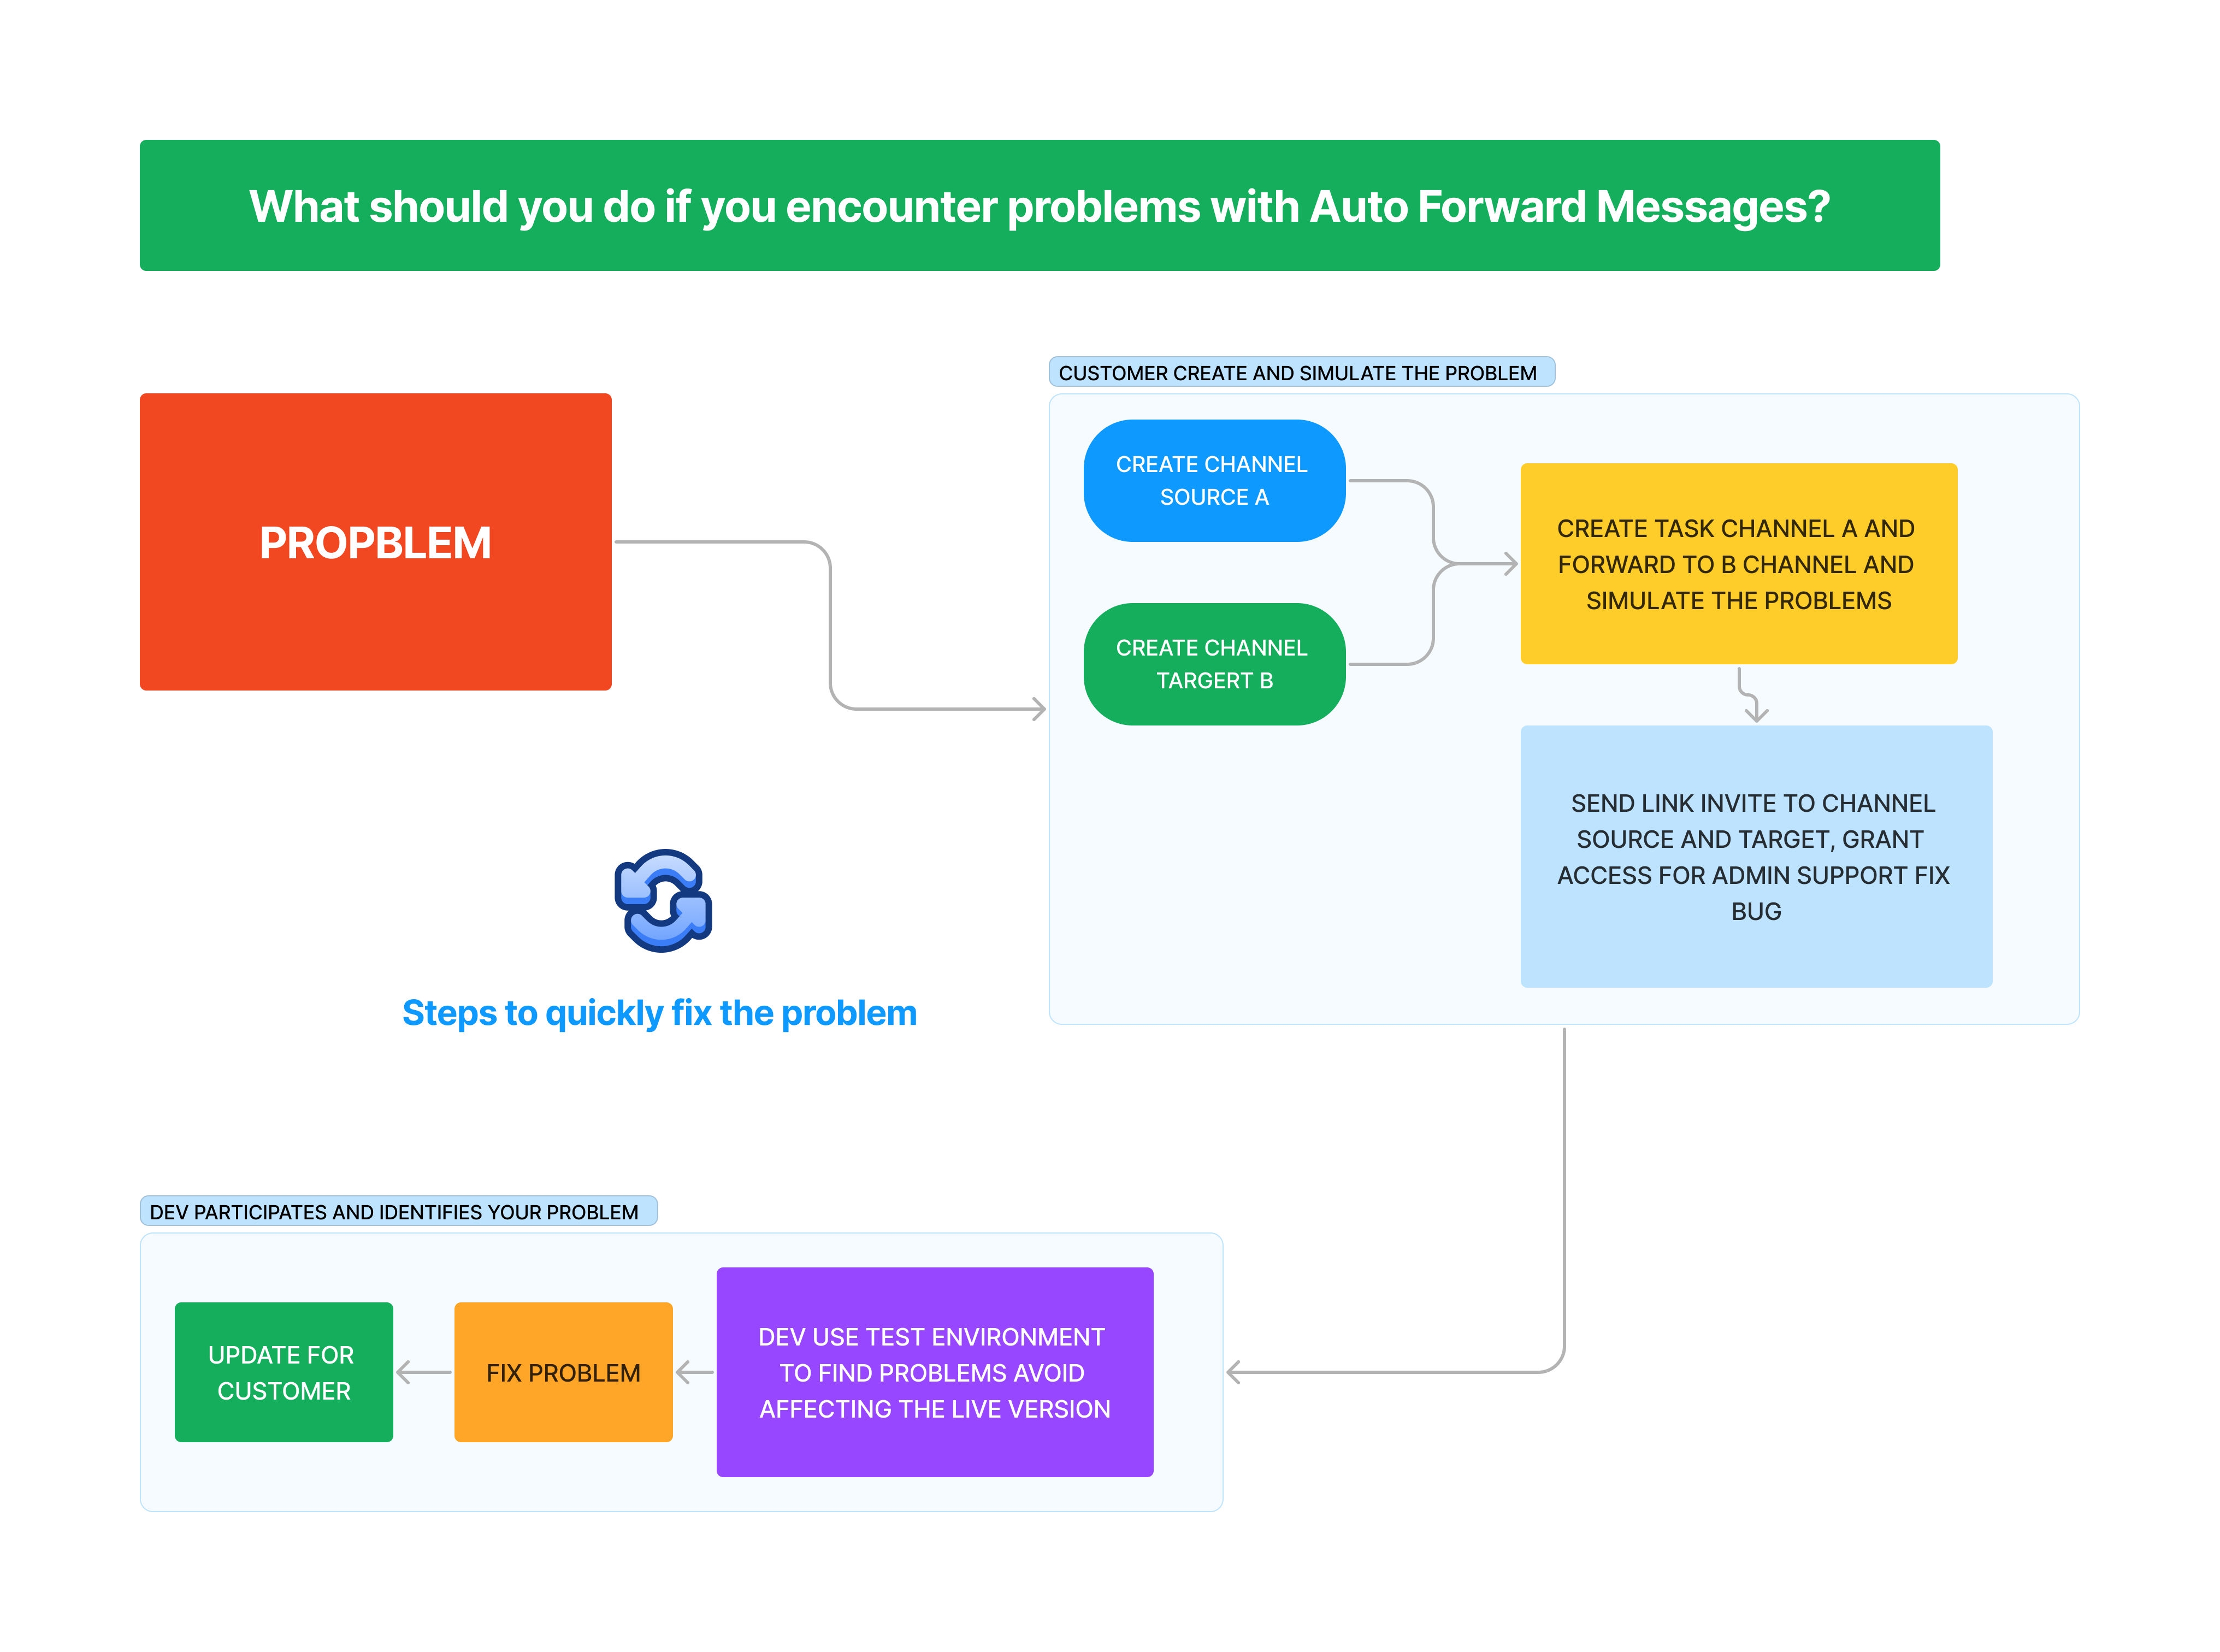 What should you do if you encounter problems with Auto Forward Messages?
PROPBLEM
CUSTOMER CREATE AND SIMULATE THE PROBLEM
CREATE CHANNEL
SOURCE A
CREATE CHANNEL
TARGERT B
CREATE TASK CHANNEL A AND
FORWARD TO B CHANNEL AND
SIMULATE THE PROBLEMS
SEND LINK INVITE TO CHANNEL
SOURCE AND TARGET, GRANT
ACCESS FOR ADMIN SUPPORT FIX
BUG
Steps to quickly fix the problem
DEV PARTICIPATES AND IDENTIFIES YOUR PROBLEM
UPDATE FOR
CUSTOMER
FIX PROBLEM
DEV USE TEST ENVIRONMENT
TO FIND PROBLEMS AVOID
AFFECTING THE LIVE VERSION